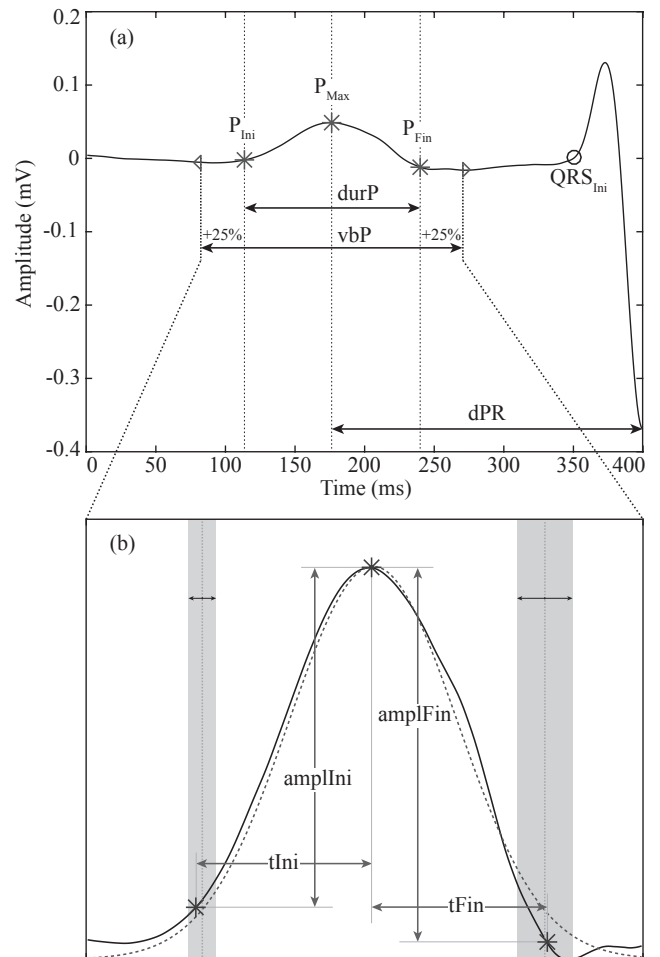 0.2
(a)
0.1
P_Max
P_Ini
P_Fin
0
QRS_Ini
durP
+25%
vbP
+25%
-0.1
Amplitude (mV)
-0.2
-0.3
dPR
-0.4
0 50 100 150 200 250 300 350 400
Time (ms)
(b)
amplFin
amplIni
tIni
tFin